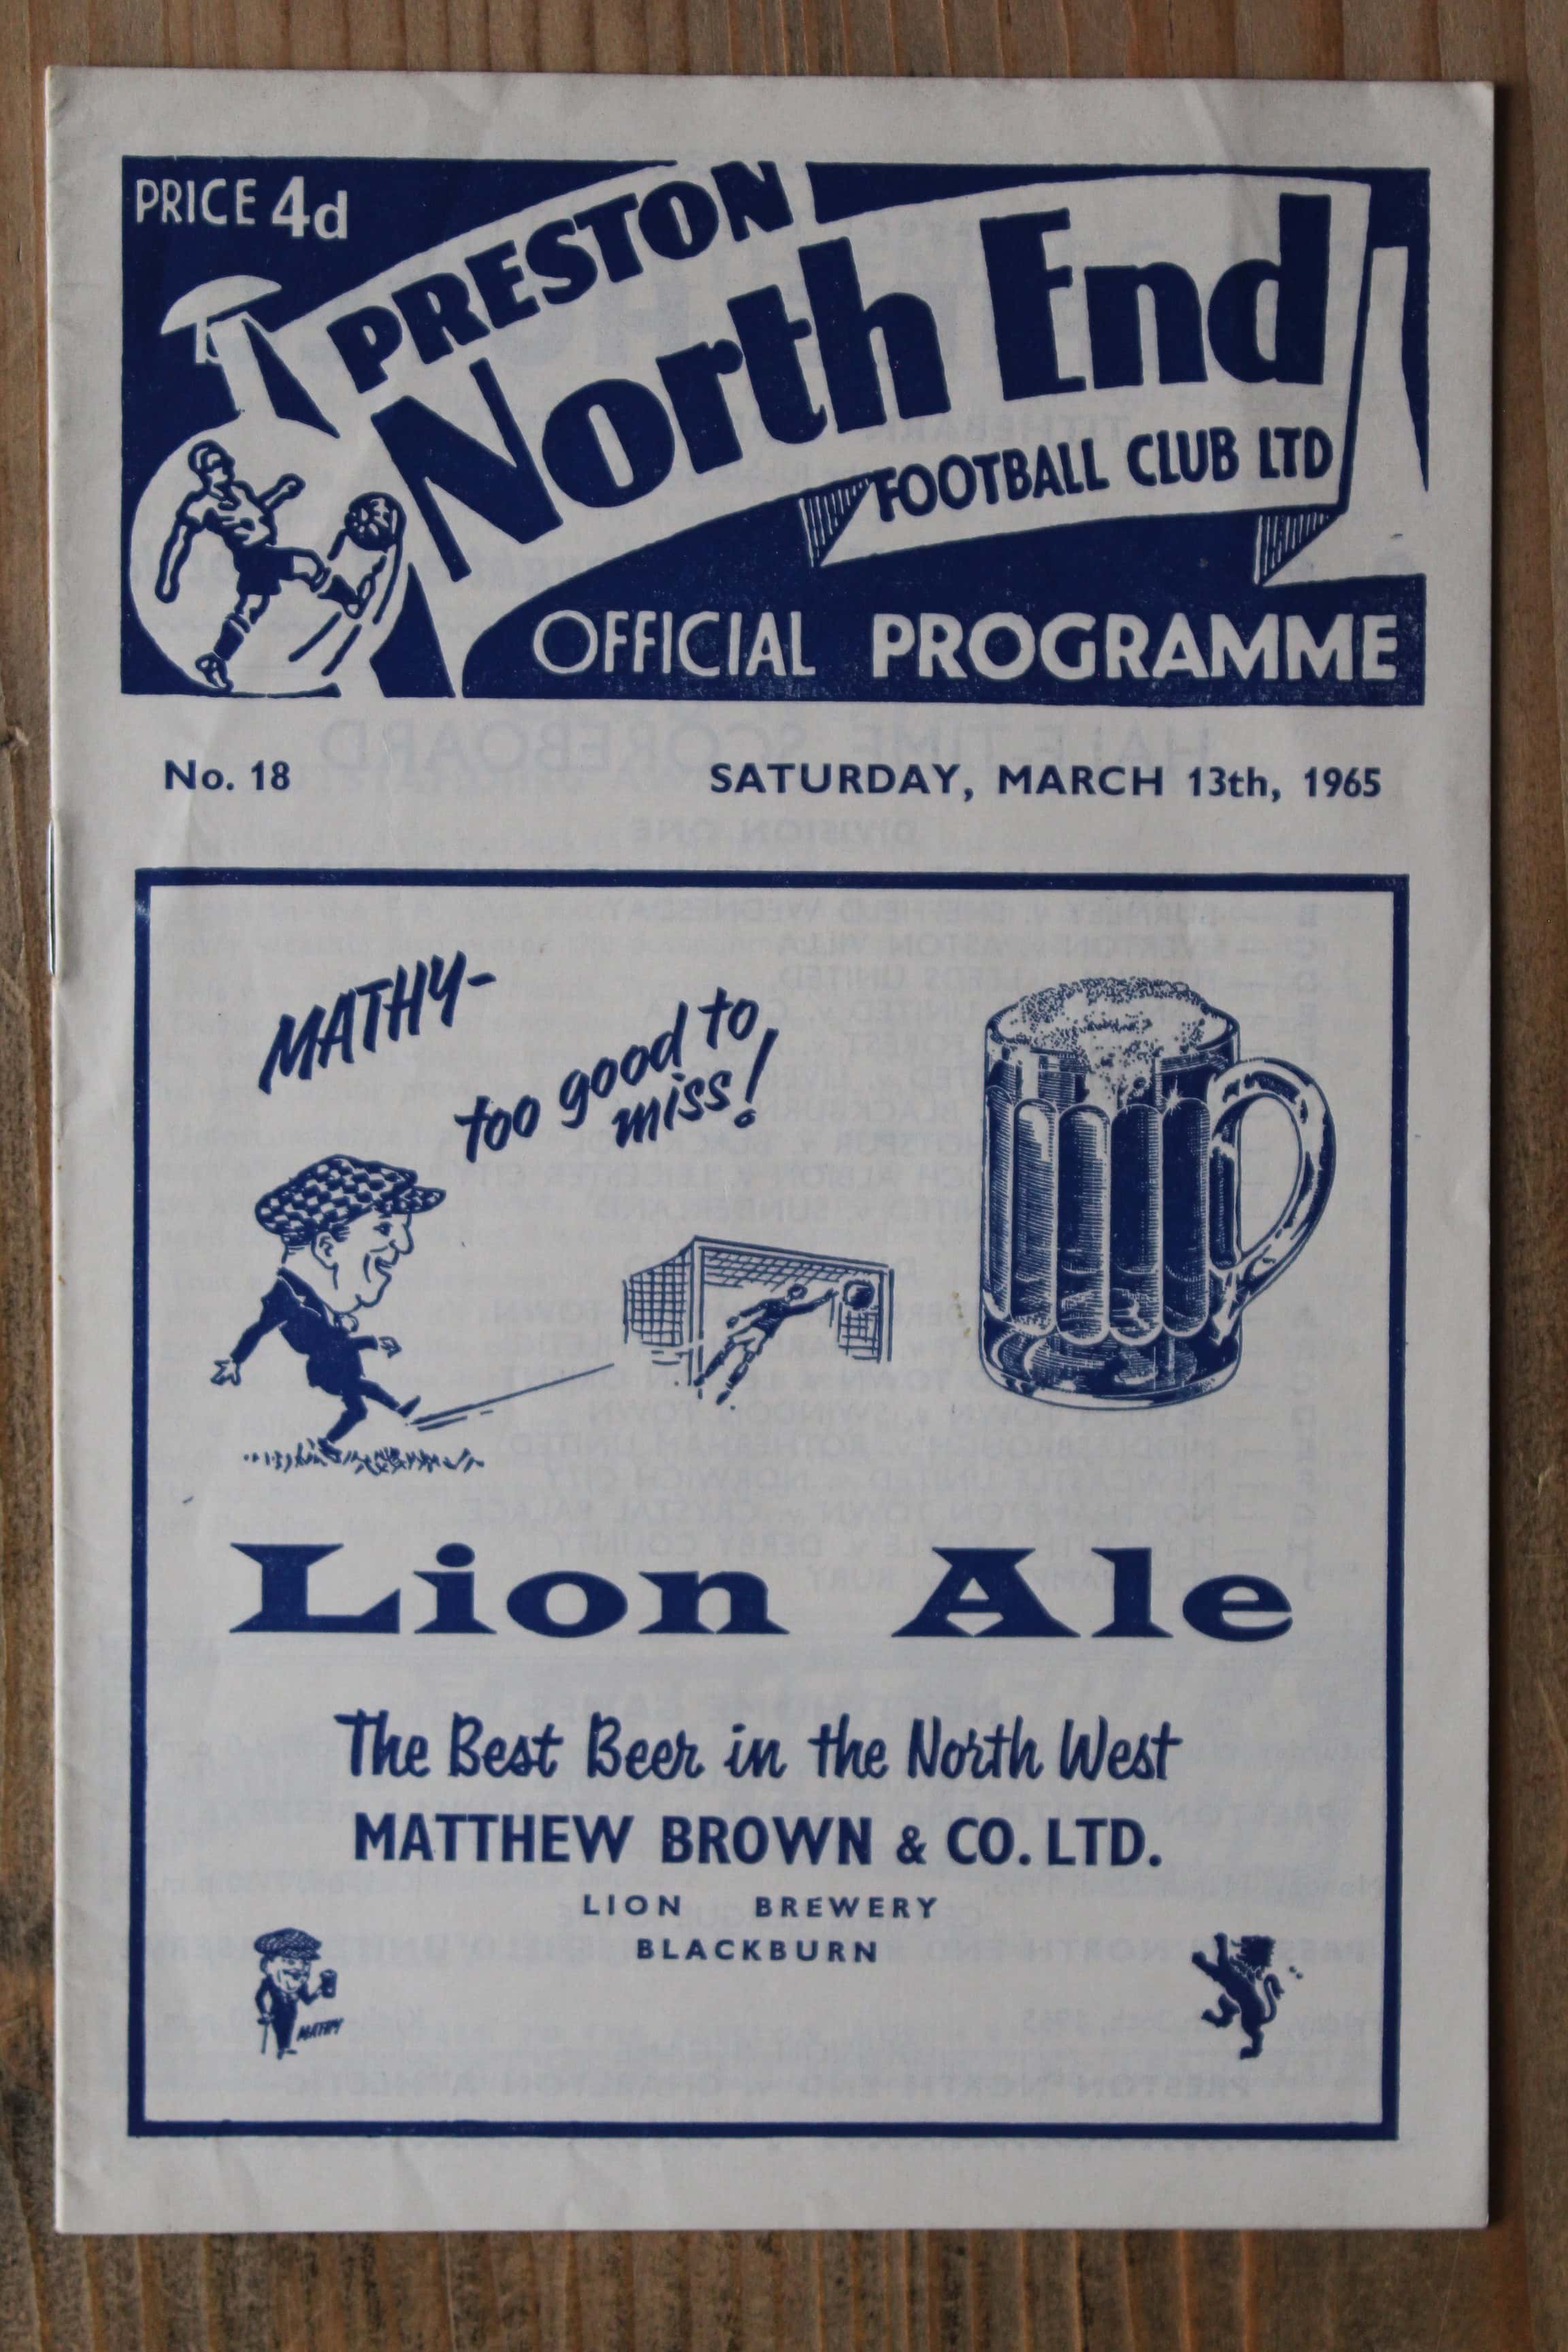 PRICE 4d
PRESTON
North End
FOOTBALL CLUB LTD
OFFICIAL PROGRAMME
No. 18
SATURDAY, MARCH 13th, 1965
MATHY-
too good to
miss!
Lion Ale
The Best Beer in the North West
MATTHEW BROWN & CO. LTD.
LION BREWERY
BLACKBURN
MATHY